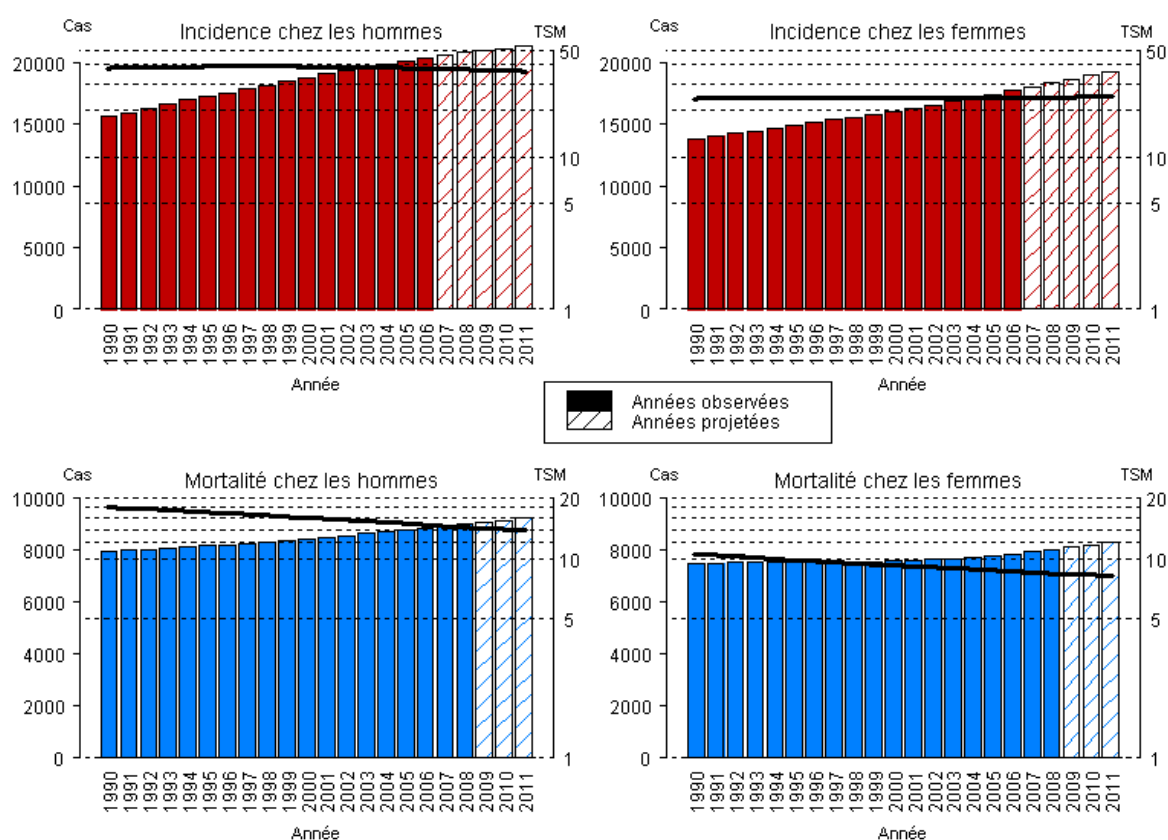 Cas Incidence chez les hommes TSM
20000
15000
10000
5000
0
50
10
5
1
1990 1991 1992 1993 1994 1995 1996 1997 1998 1999 2000 2001 2002 2003 2004 2005 2006 2007 2008 2009 2010 2011
Année
Cas Incidence chez les femmes TSM
20000
15000
10000
5000
0
50
10
5
1
1990 1991 1992 1993 1994 1995 1996 1997 1998 1999 2000 2001 2002 2003 2004 2005 2006 2007 2008 2009 2010 2011
Année
Années observées
Années projetées
Cas Mortalité chez les hommes TSM
10000
8000
6000
4000
2000
0
20
10
5
1
1990 1991 1992 1993 1994 1995 1996 1997 1998 1999 2000 2001 2002 2003 2004 2005 2006 2007 2008 2009 2010 2011
Année
Cas Mortalité chez les femmes TSM
10000
8000
6000
4000
2000
0
20
10
5
1
1990 1991 1992 1993 1994 1995 1996 1997 1998 1999 2000 2001 2002 2003 2004 2005 2006 2007 2008 2009 2010 2011
Année